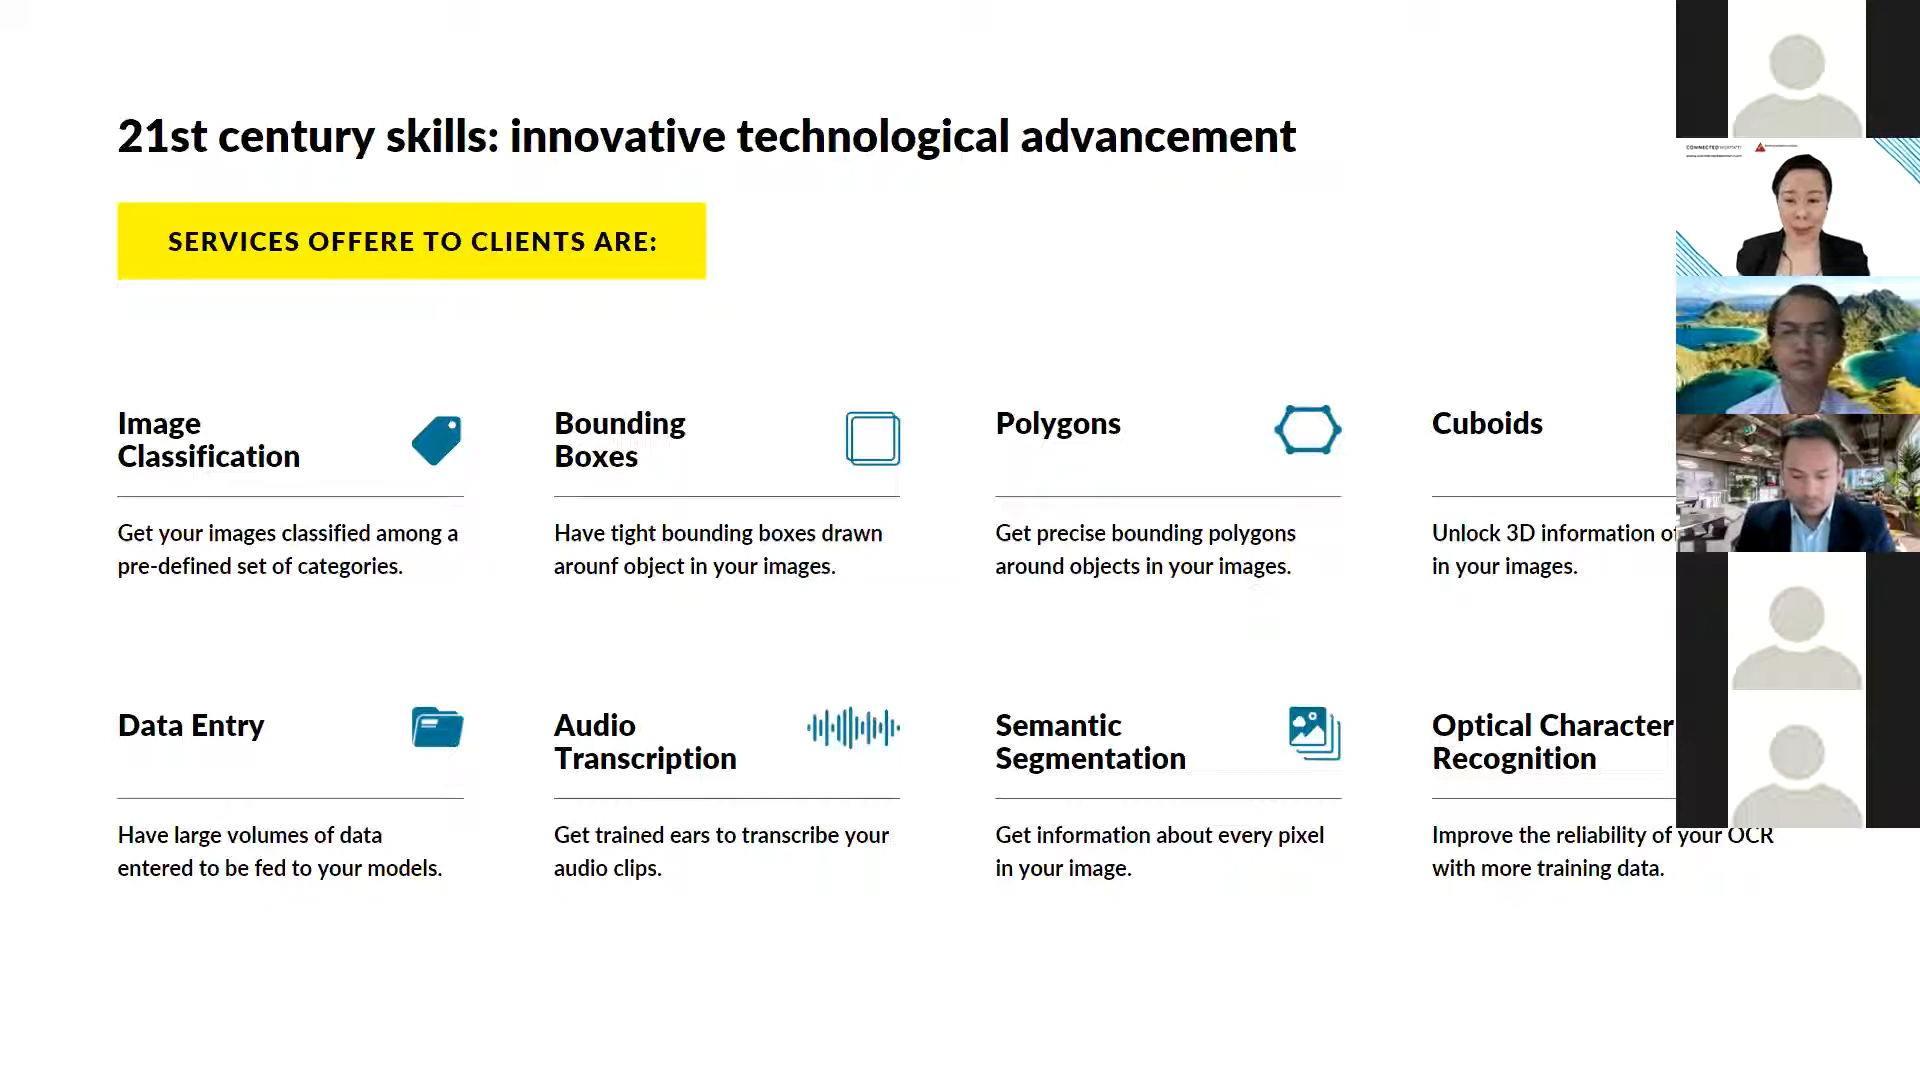 21st century skills: innovative technological advancement
SERVICES OFFERE TO CLIENTS ARE:
Image
Classification
Get your images classified among a
pre-defined set of categories.
Bounding
Boxes
Have tight bounding boxes drawn
arounf object in your images.
Polygons
Get precise bounding polygons
around objects in your images.
Cuboids
Unlock 3D information
in your images.
Data Entry
Have large volumes of data
entered to be fed to your models.
Audio
Transcription
Get trained ears to transcribe your
audio clips.
Semantic
Segmentation
Get information about every pixel
in your image.
Optical Character
Recognition
Improve the reliability of your OCR
with more training data.
CONNECTED